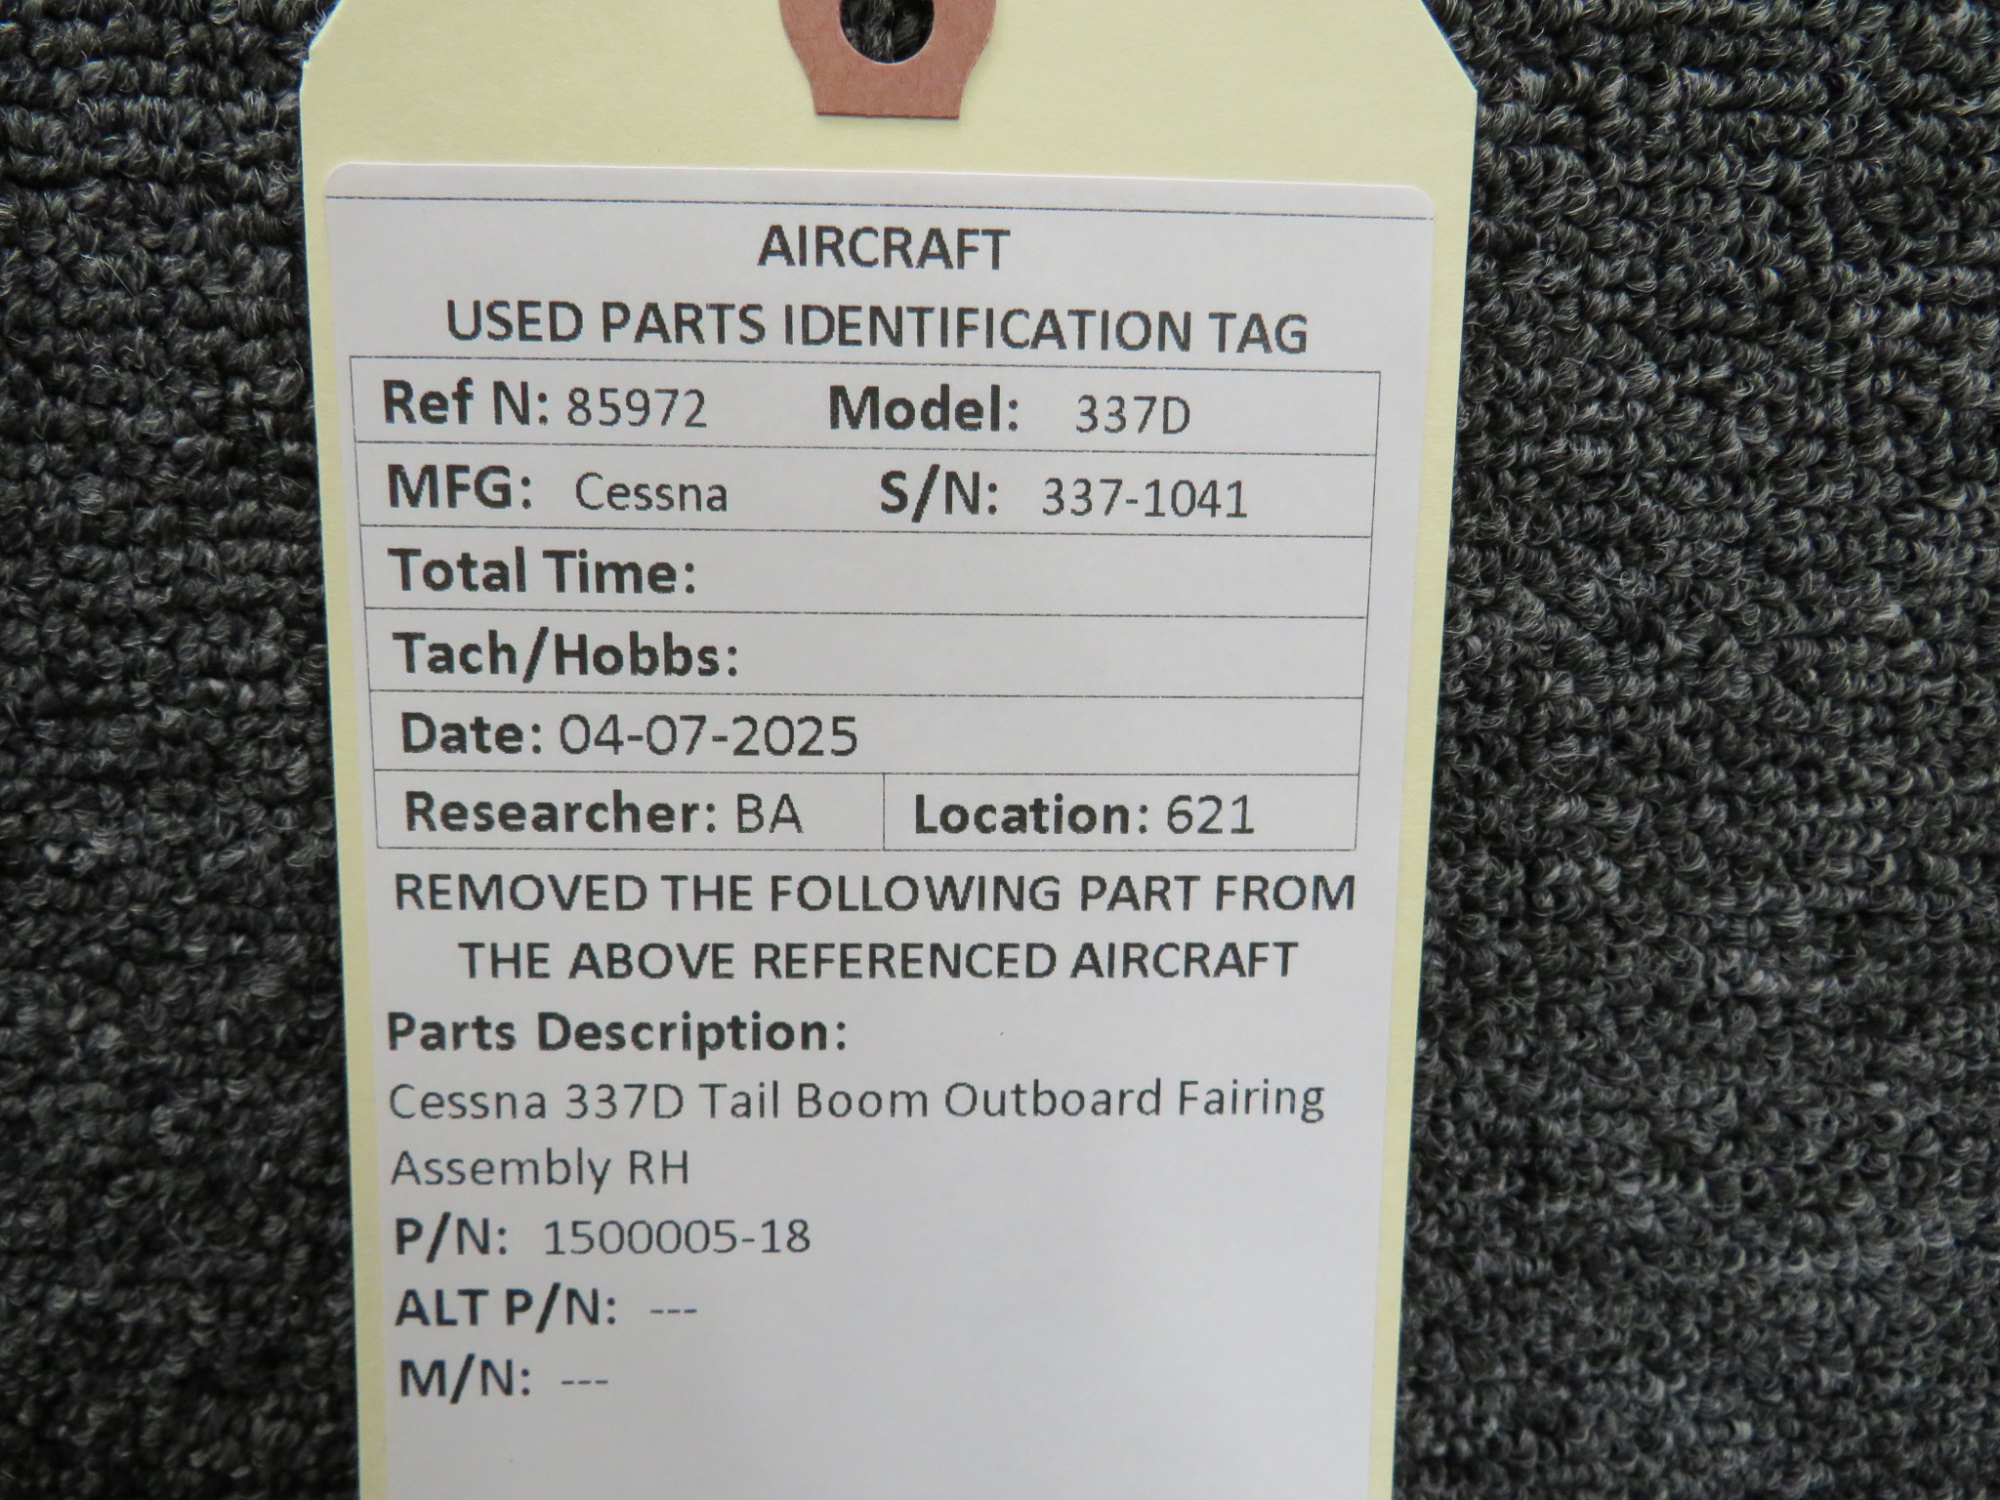 AIRCRAFT
USED PARTS IDENTIFICATION TAG
Ref N: 85972 Model: 337D
MFG: Cessna S/N: 337-1041
Total Time:
Tach/Hobbs:
Date: 04-07-2025
Researcher: BA Location: 621
REMOVED THE FOLLOWING PART FROM
THE ABOVE REFERENCED AIRCRAFT
Parts Description:
Cessna 337D Tail Boom Outboard Fairing
Assembly RH
P/N: 1500005-18
ALT P/N: ---
M/N: ---